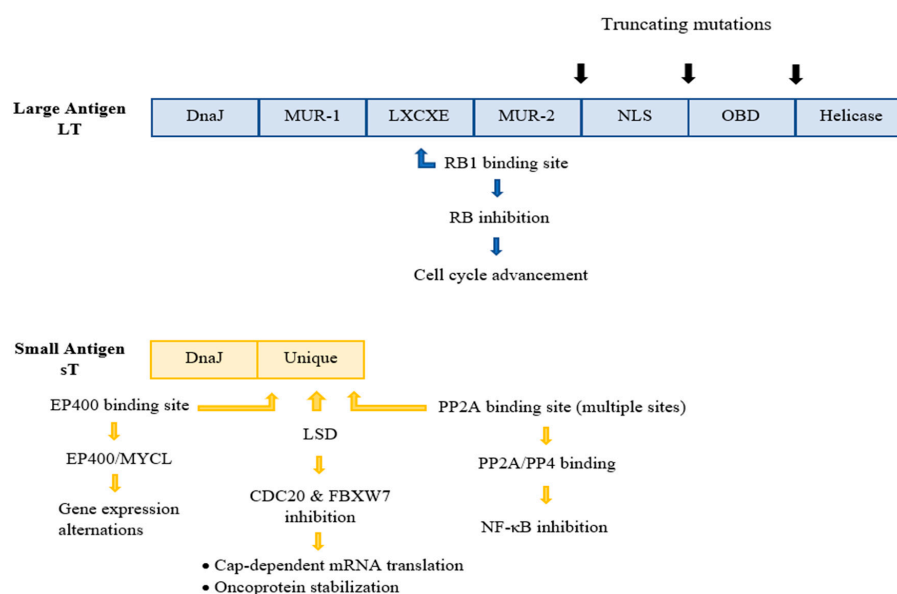 Truncating mutations
Large Antigen
LT
DnaJ MUR-1 LXCXE MUR-2 NLS OBD Helicase
RB1 binding site
RB inhibition
Cell cycle advancement
Small Antigen
sT
DnaJ Unique
EP400 binding site
PP2A binding site (multiple sites)
LSD
EP400/MYCL
PP2A/PP4 binding
CDC20 & FBXW7
inhibition
Gene expression
alternations
NF-κB inhibition
• Cap-dependent mRNA translation
• Oncoprotein stabilization